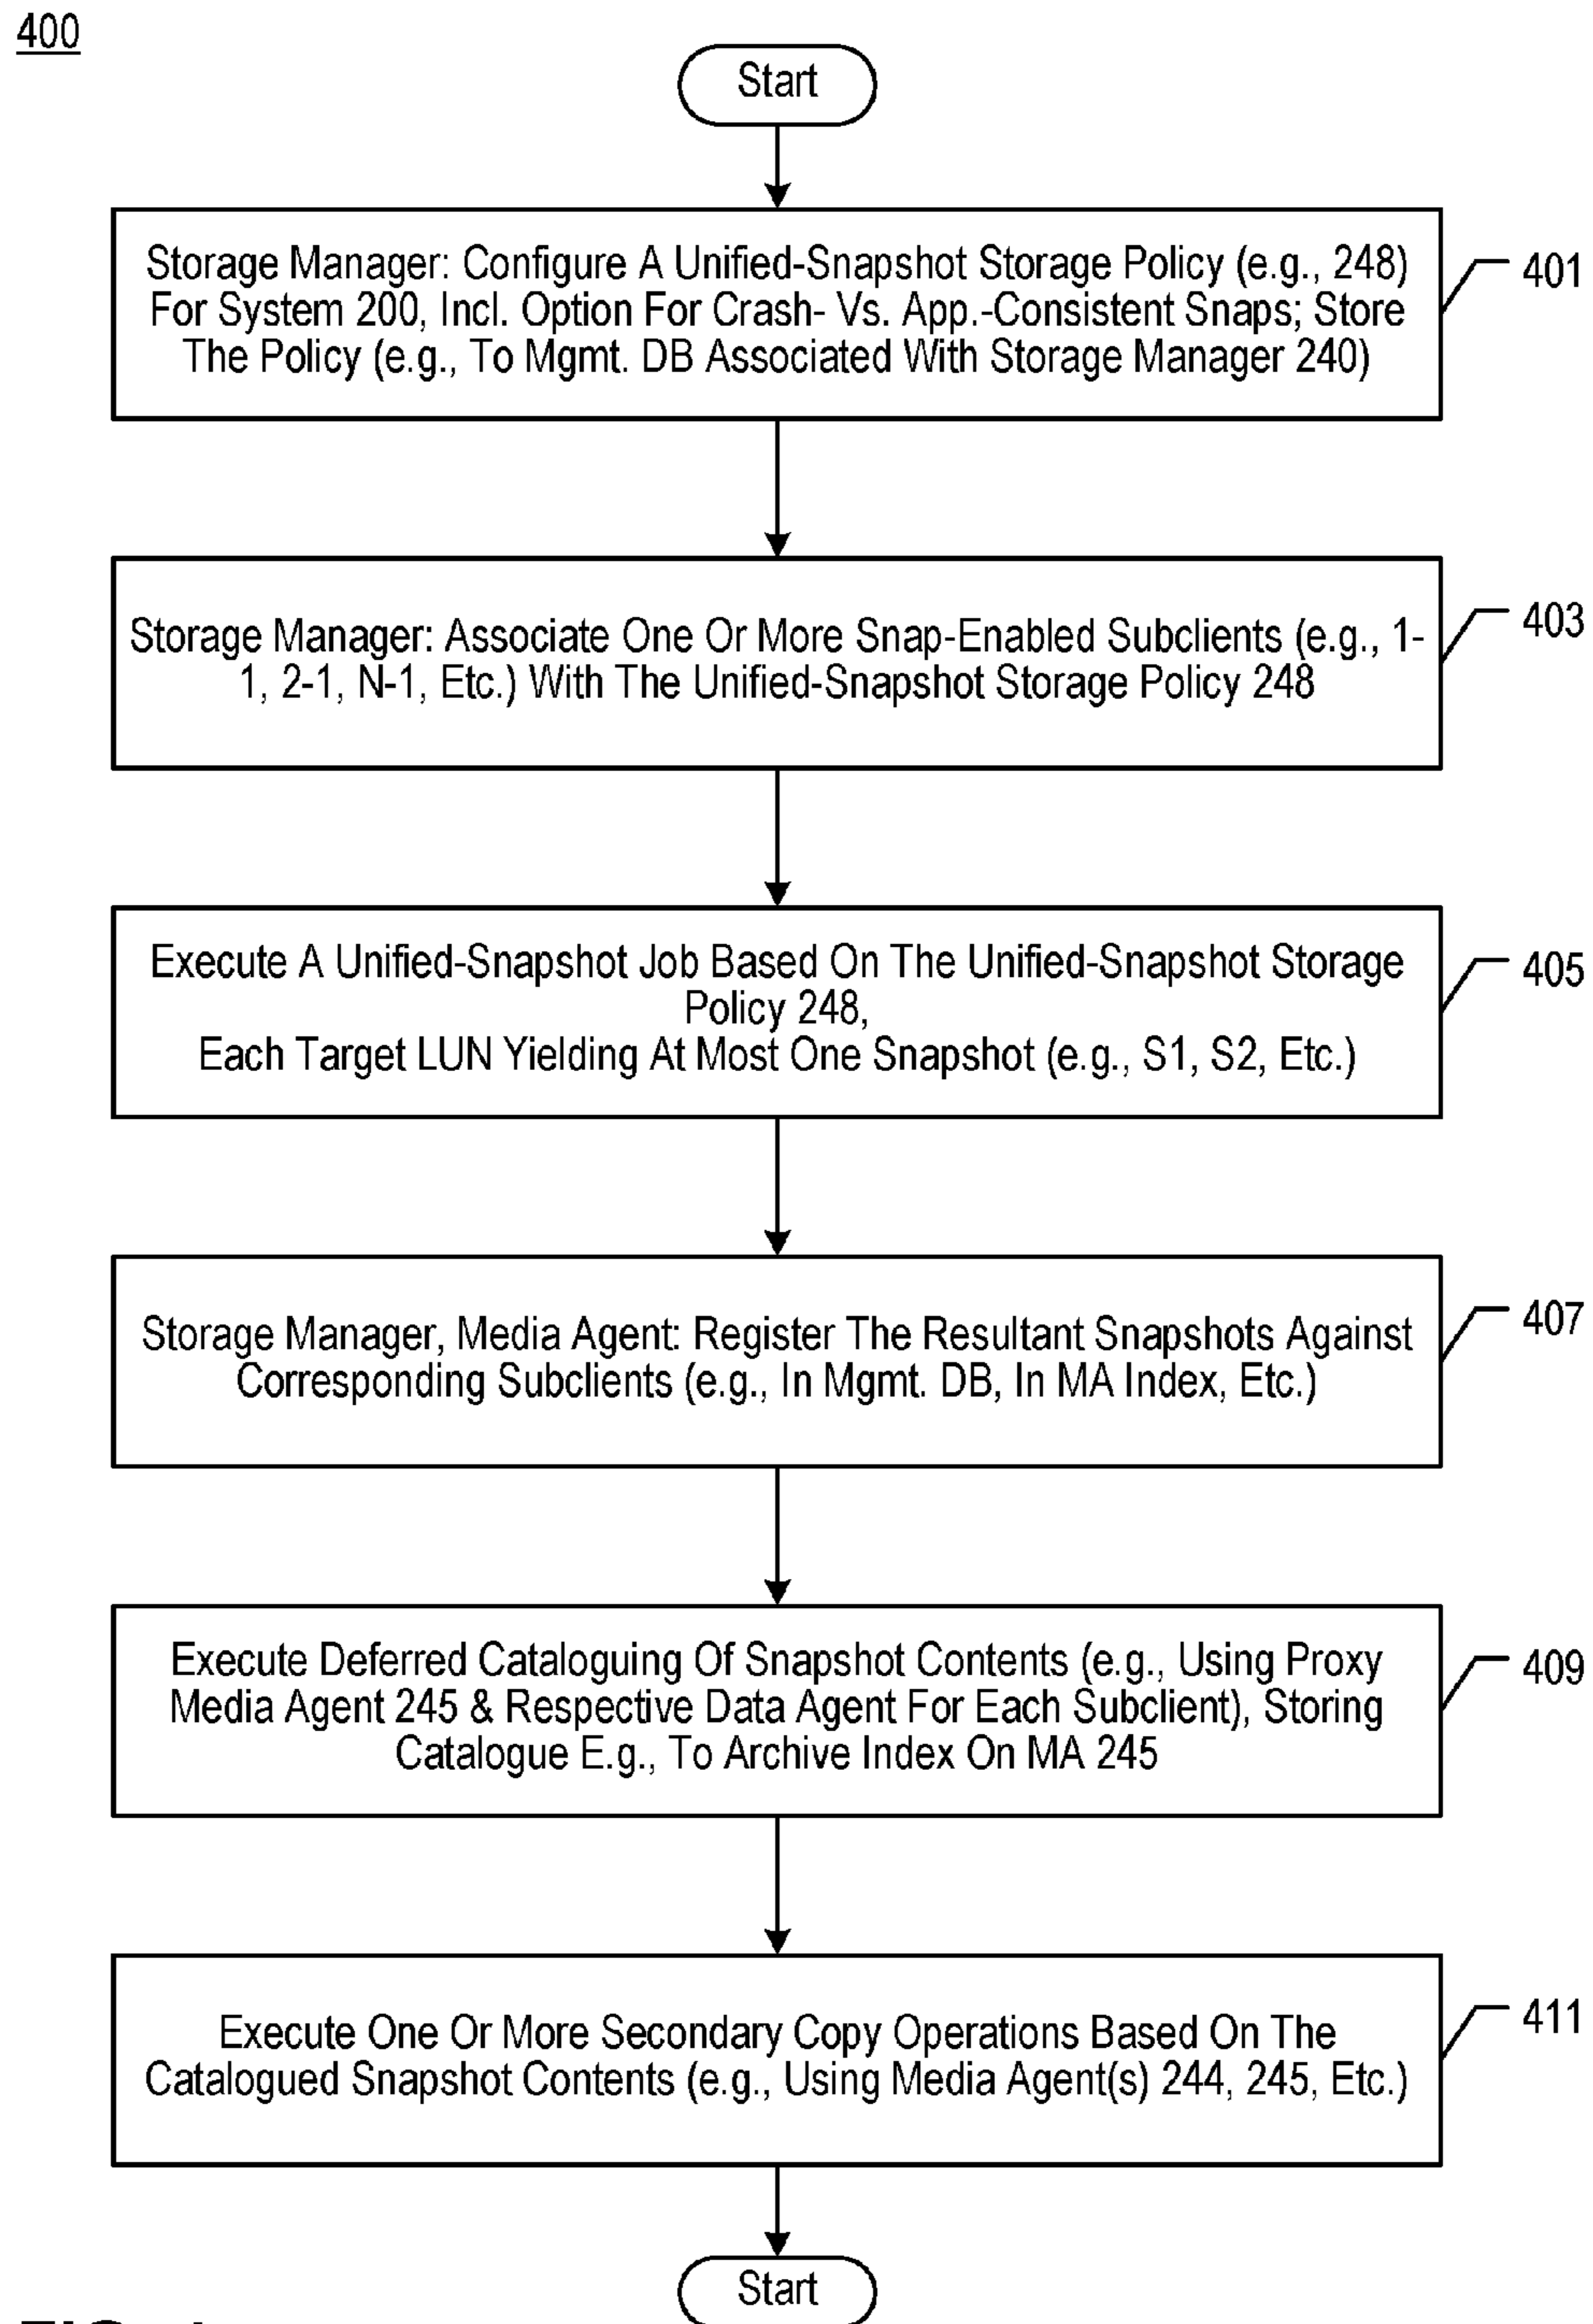 400
Start
Storage Manager: Configure A Unified-Snapshot Storage Policy (e.g., 248)
For System 200, Incl. Option For Crash- Vs. App.-Consistent Snaps; Store
The Policy (e.g., To Mgmt. DB Associated With Storage Manager 240)
401
Storage Manager: Associate One Or More Snap-Enabled Subclients (e.g., 1-
1, 2-1, N-1, Etc.) With The Unified-Snapshot Storage Policy 248
403
Execute A Unified-Snapshot Job Based On The Unified-Snapshot Storage
Policy 248,
Each Target LUN Yielding At Most One Snapshot (e.g., S1, S2, Etc.)
405
Storage Manager, Media Agent: Register The Resultant Snapshots Against
Corresponding Subclients (e.g., In Mgmt. DB, In MA Index, Etc.)
407
Execute Deferred Cataloguing Of Snapshot Contents (e.g., Using Proxy
Media Agent 245 & Respective Data Agent For Each Subclient), Storing
Catalogue E.g., To Archive Index On MA 245
409
Execute One Or More Secondary Copy Operations Based On The
Catalogued Snapshot Contents (e.g., Using Media Agent(s) 244, 245, Etc.)
411
Start